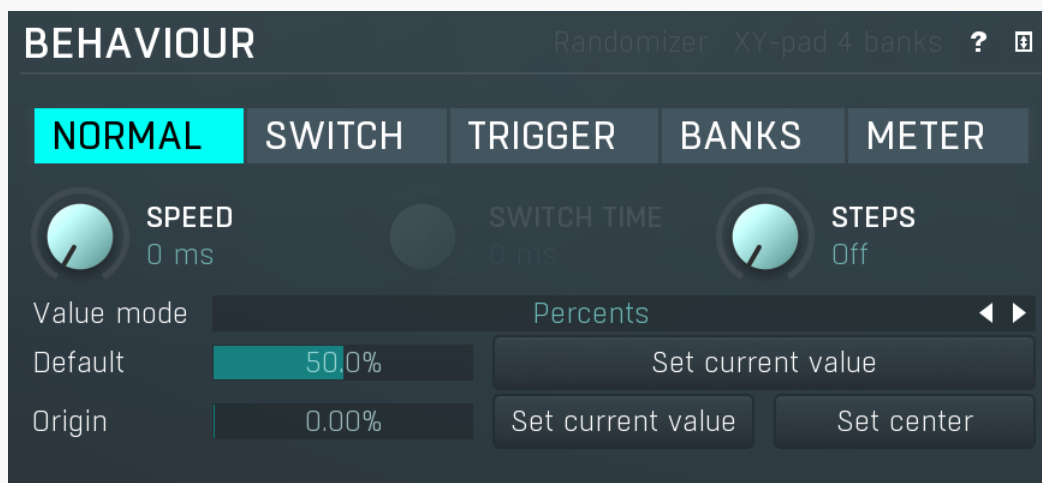 BEHAVIOUR Randomizer XY-pad 4 banks ?
NORMAL SWITCH TRIGGER BANKS METER
SPEED SWITCH TIME STEPS
0 ms 0 ms Off
Value mode Percents
Default 50.0% Set current value
Origin 0.00% Set current value Set center